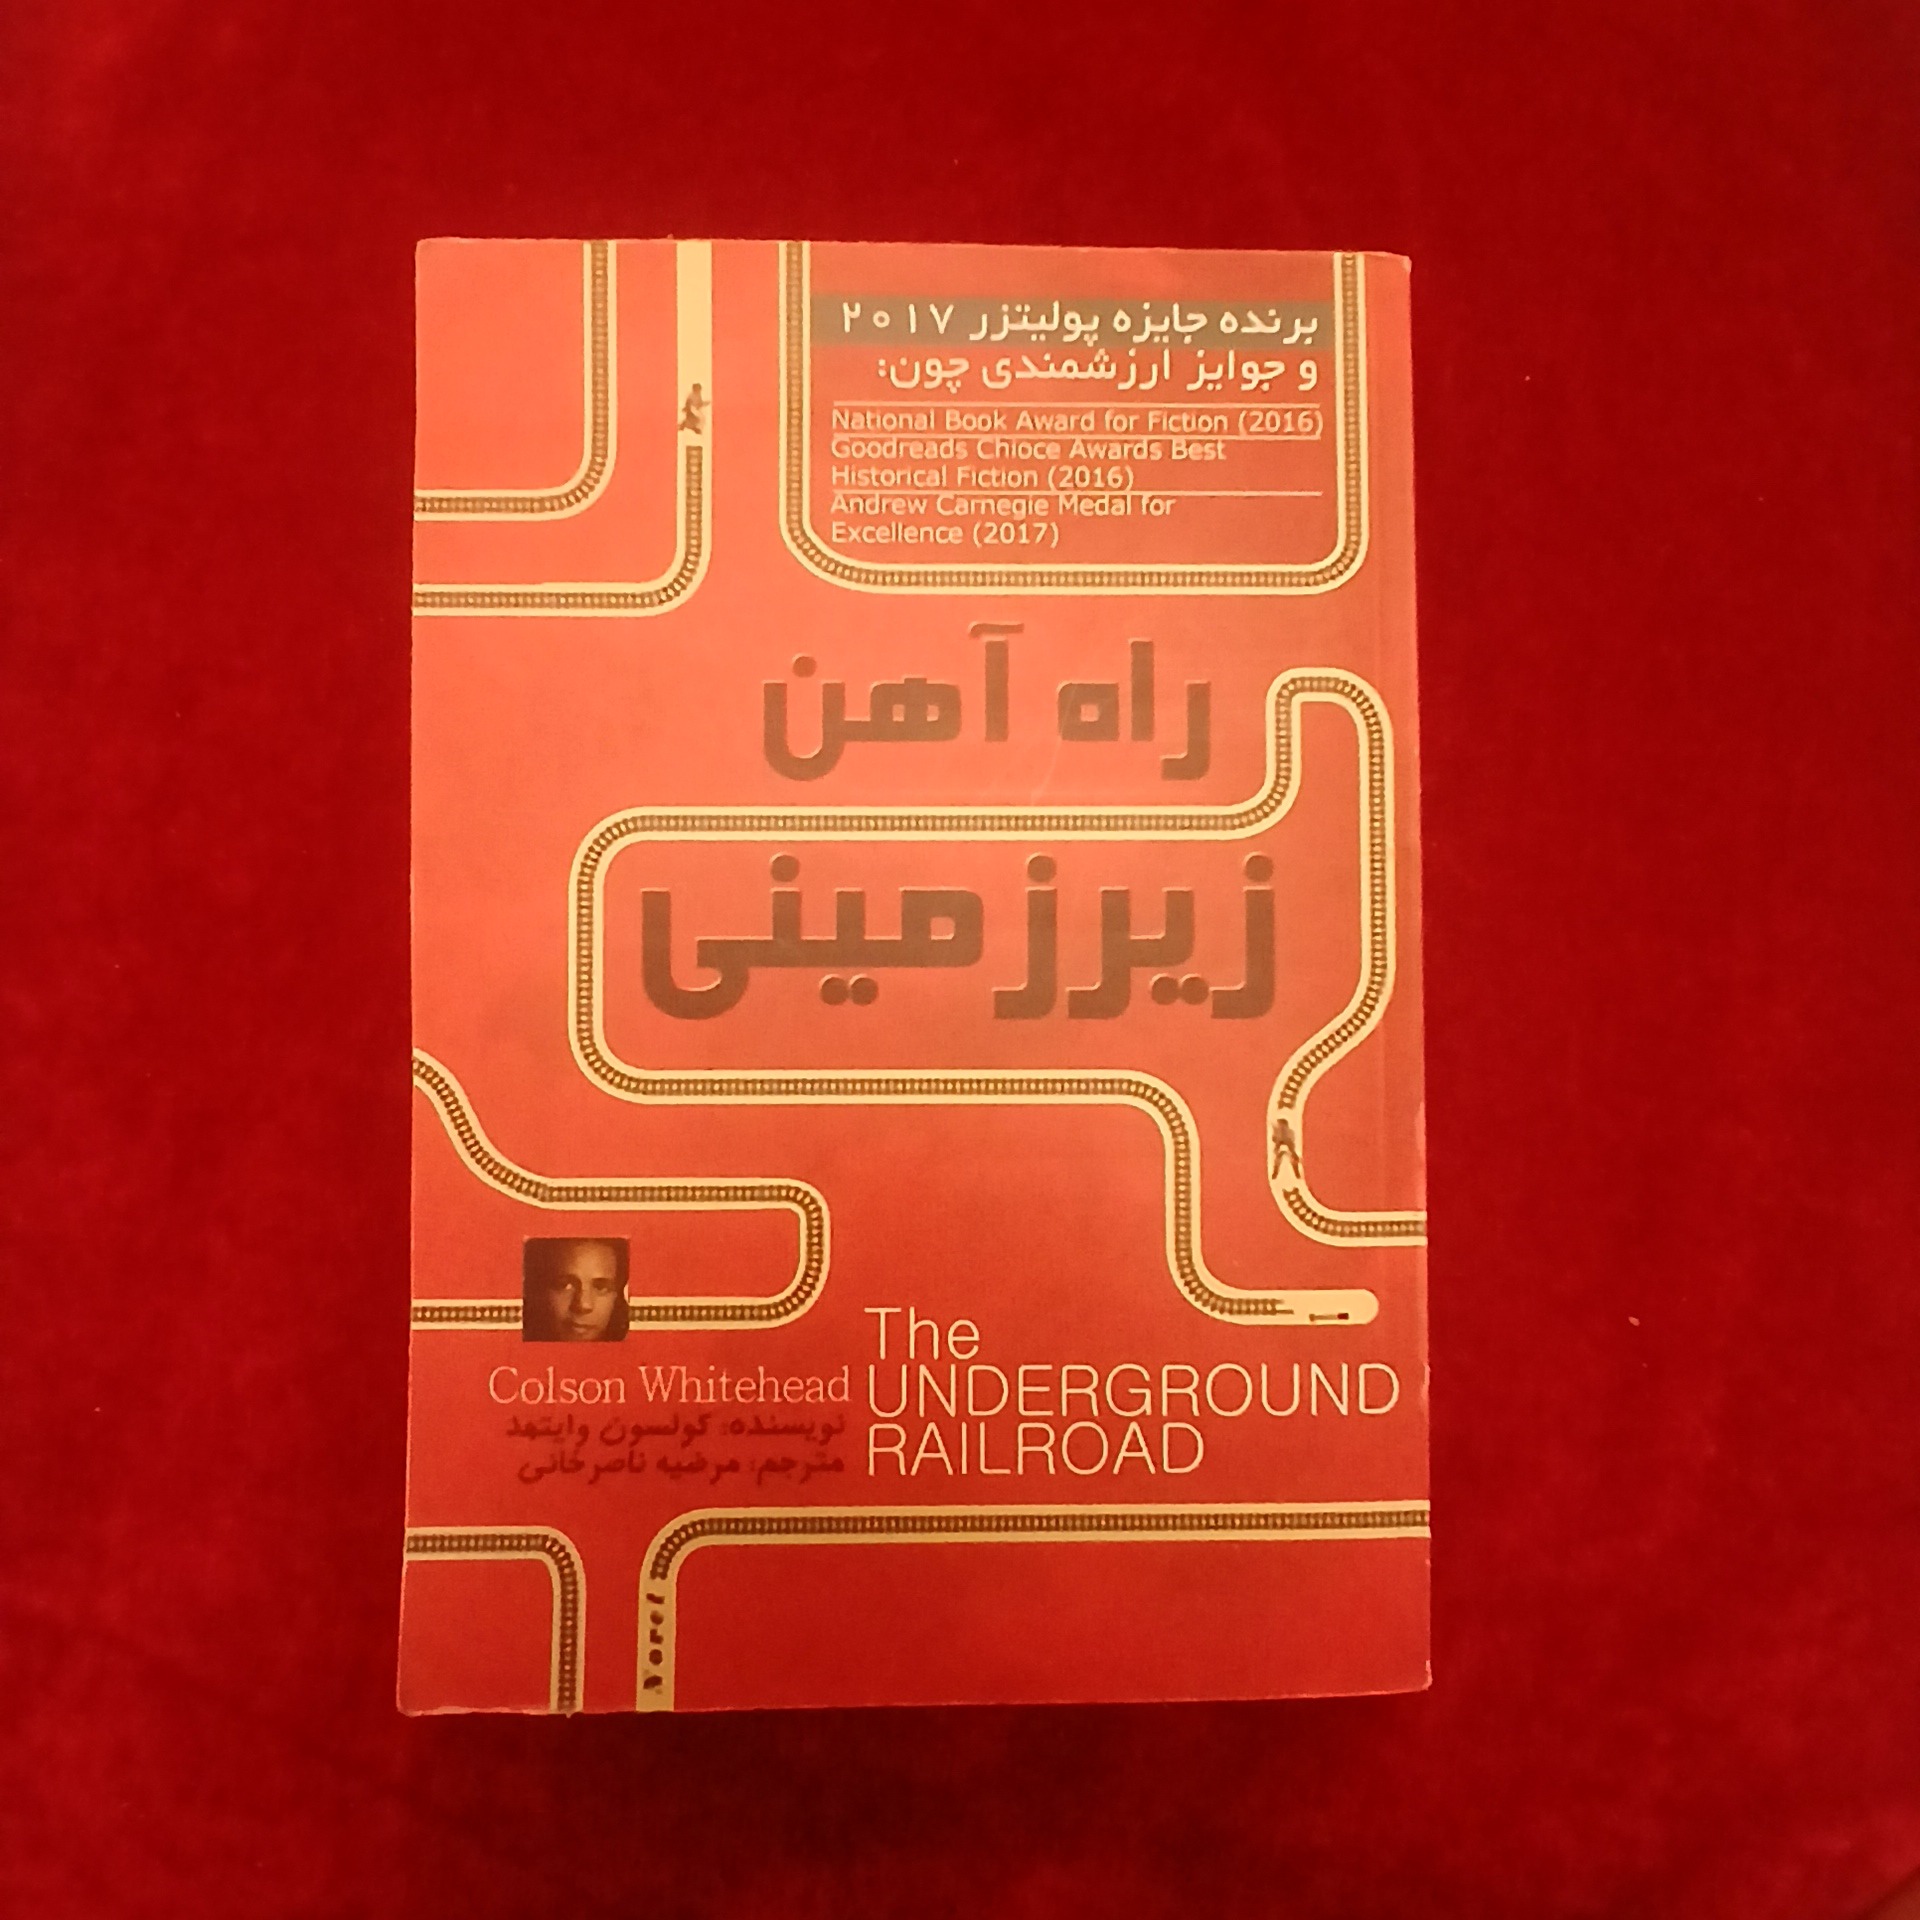 برنده جایزه پولیتزر ۲۰۱۷
و جوایز ارزشمندی چون:
National Book Award for Fiction (2016)
Goodreads Chioce Awards Best
Historical Fiction (2016)
Andrew Carnegie Medal for
Excellence (2017)
راه آهن
زیرزمینی
The
UNDERGROUND
RAILROAD
Colson Whitehead
نویسنده: کولسون وایتهد
مترجم: مرضیه ناصرخانی
Novel